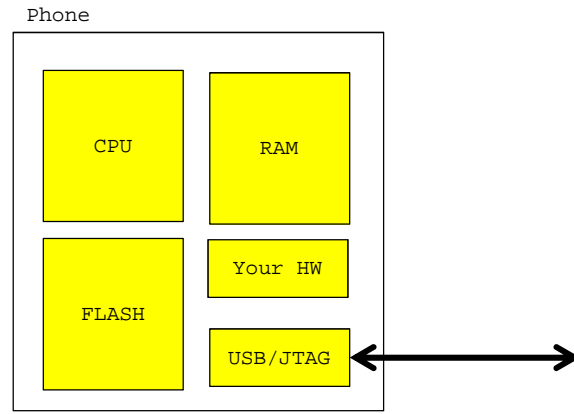 Phone
CPU
RAM
Your HW
FLASH
USB/JTAG